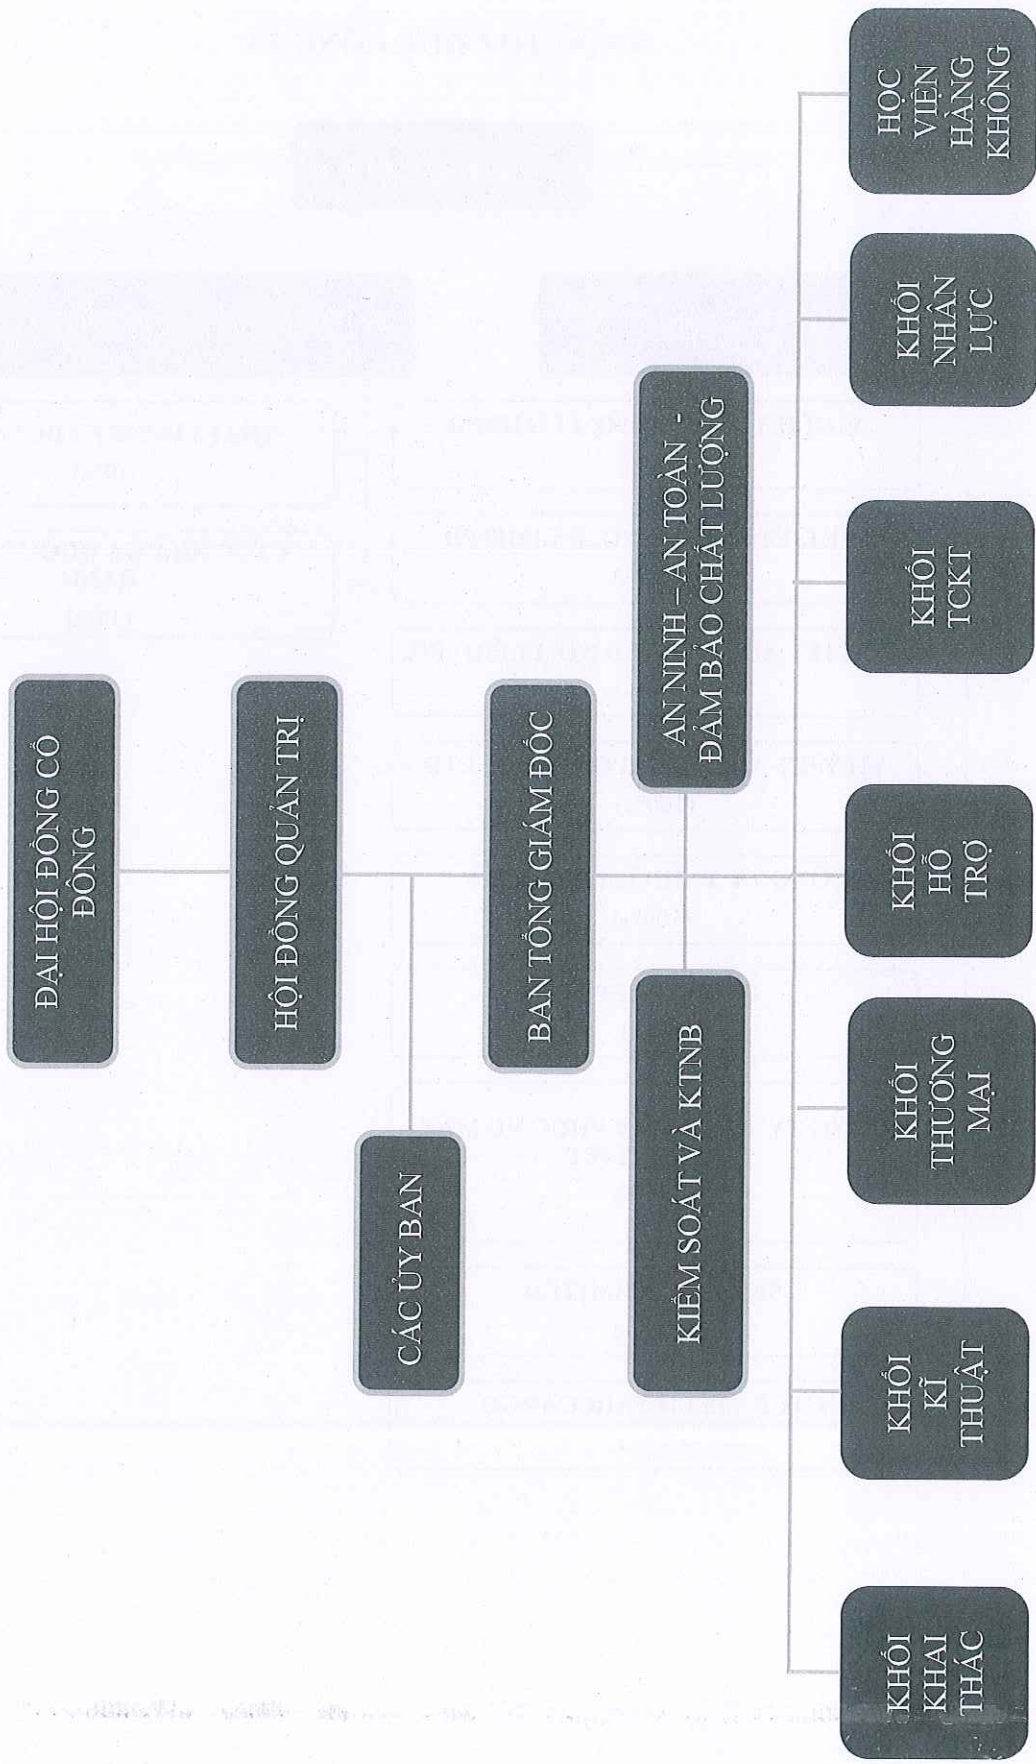 ĐẠI HỘI ĐỒNG CỔ
ĐÔNG
HỘI ĐỒNG QUẢN TRỊ
CÁC ỦY BAN
BAN TỔNG GIÁM ĐỐC
KIỂM SOÁT VÀ KTNB
AN NINH – AN TOÀN -
ĐẢM BẢO CHẤT LƯỢNG
KHỐI
KHAI
THÁC
KHỐI
KĨ
THUẬT
KHỐI
THƯƠNG
MẠI
KHỐI
HỖ
TRỢ
KHỐI
TCKT
KHỐI
NHÂN
LỰC
HỌC
VIỆN
HÀNG
KHÔNG